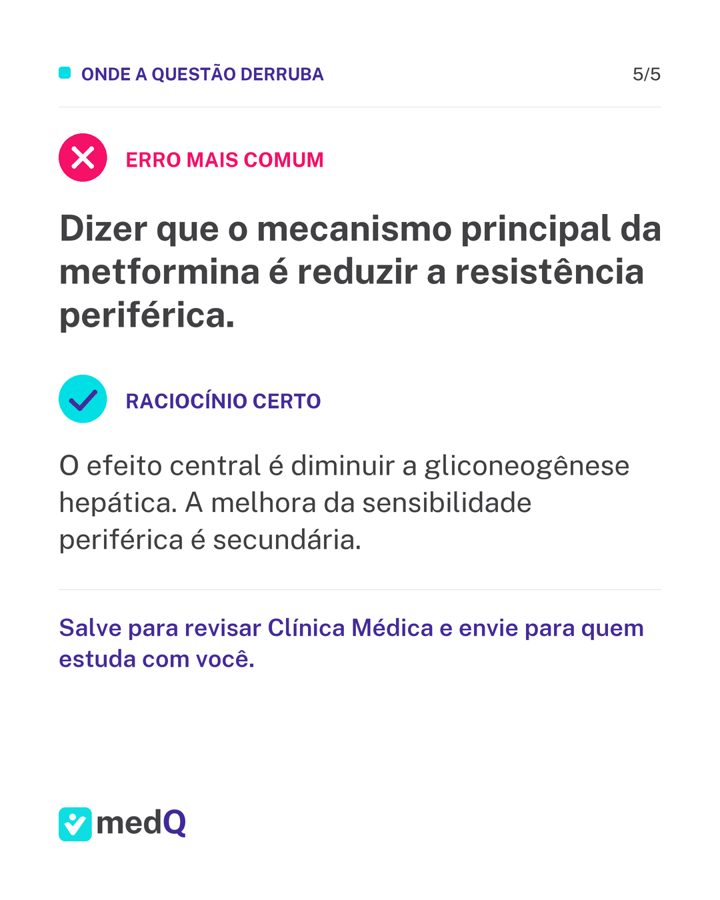 ONDE A QUESTÃO DERRUBA 5/5
ERRO MAIS COMUM
Dizer que o mecanismo principal da
metformina é reduzir a resistência
periférica.
RACIOCÍNIO CERTO
O efeito central é diminuir a gliconeogênese
hepática. A melhora da sensibilidade
periférica é secundária.
Salve para revisar Clínica Médica e envie para quem
estuda com você.
medQ